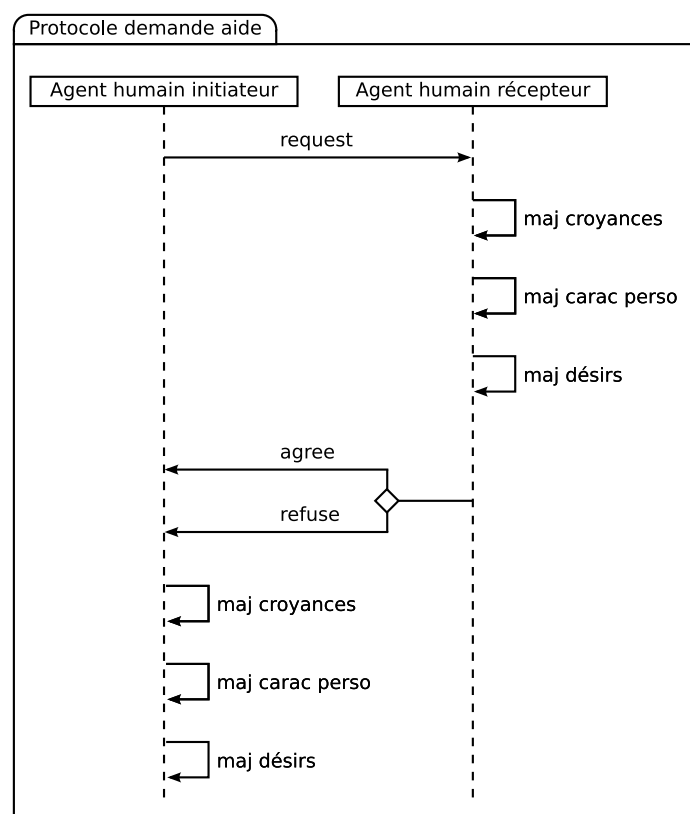 Protocole demande aide
Agent humain initiateur
Agent humain récepteur
request
maj croyances
maj carac perso
maj désirs
agree
refuse
maj croyances
maj carac perso
maj désirs